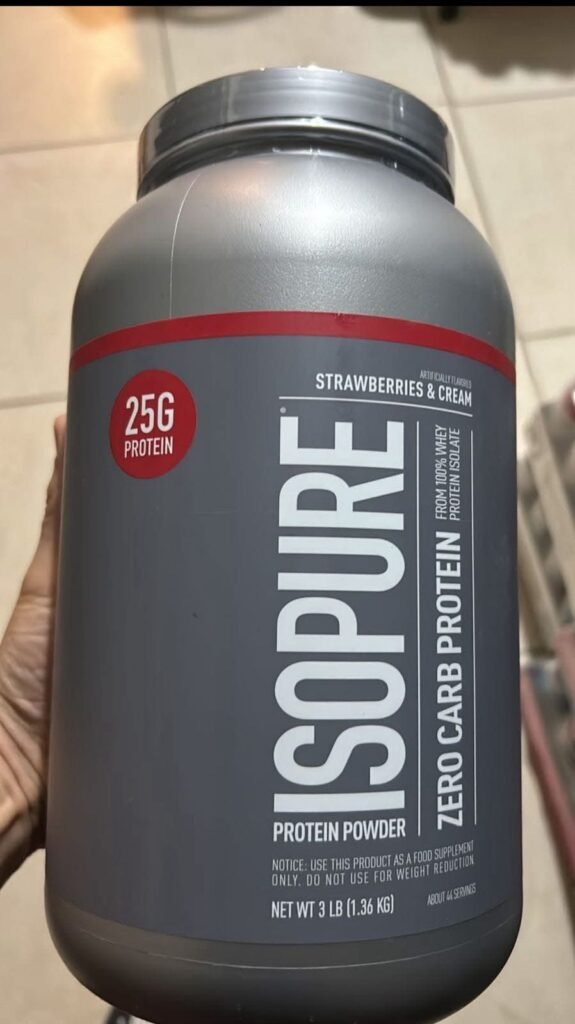 25G
PROTEIN
ARTIFICIALLY FLAVORED
STRAWBERRIES & CREAM
ISOPURE®
PROTEIN POWDER
ZERO CARB PROTEIN
FROM 100% WHEY
PROTEIN ISOLATE
NOTICE: USE THIS PRODUCT AS A FOOD SUPPLEMENT
ONLY. DO NOT USE FOR WEIGHT REDUCTION.
NET WT 3 LB (1.36 KG)
ABOUT 44 SERVINGS